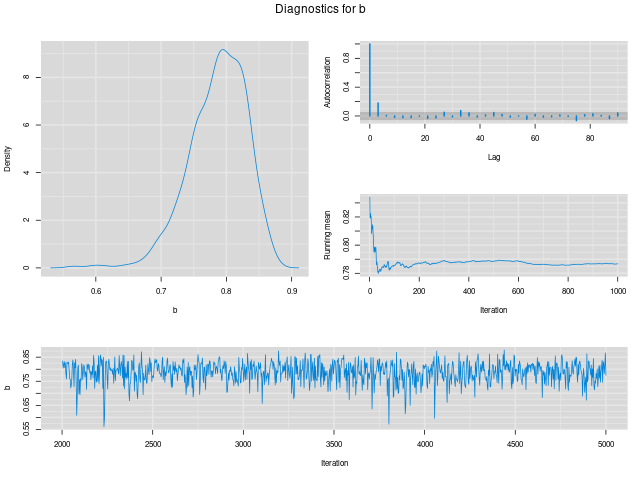 Diagnostics for b
Density
0 2 4 6 8
0.6 0.7 0.8 0.9
b
Autocorrelation
0.0 0.4 0.8
0 20 40 60 80
Lag
Running mean
0.78 0.80 0.82
0 200 400 600 800 1000
Iteration
b
0.55 0.65 0.75 0.85
2000 2500 3000 3500 4000 4500 5000
Iteration